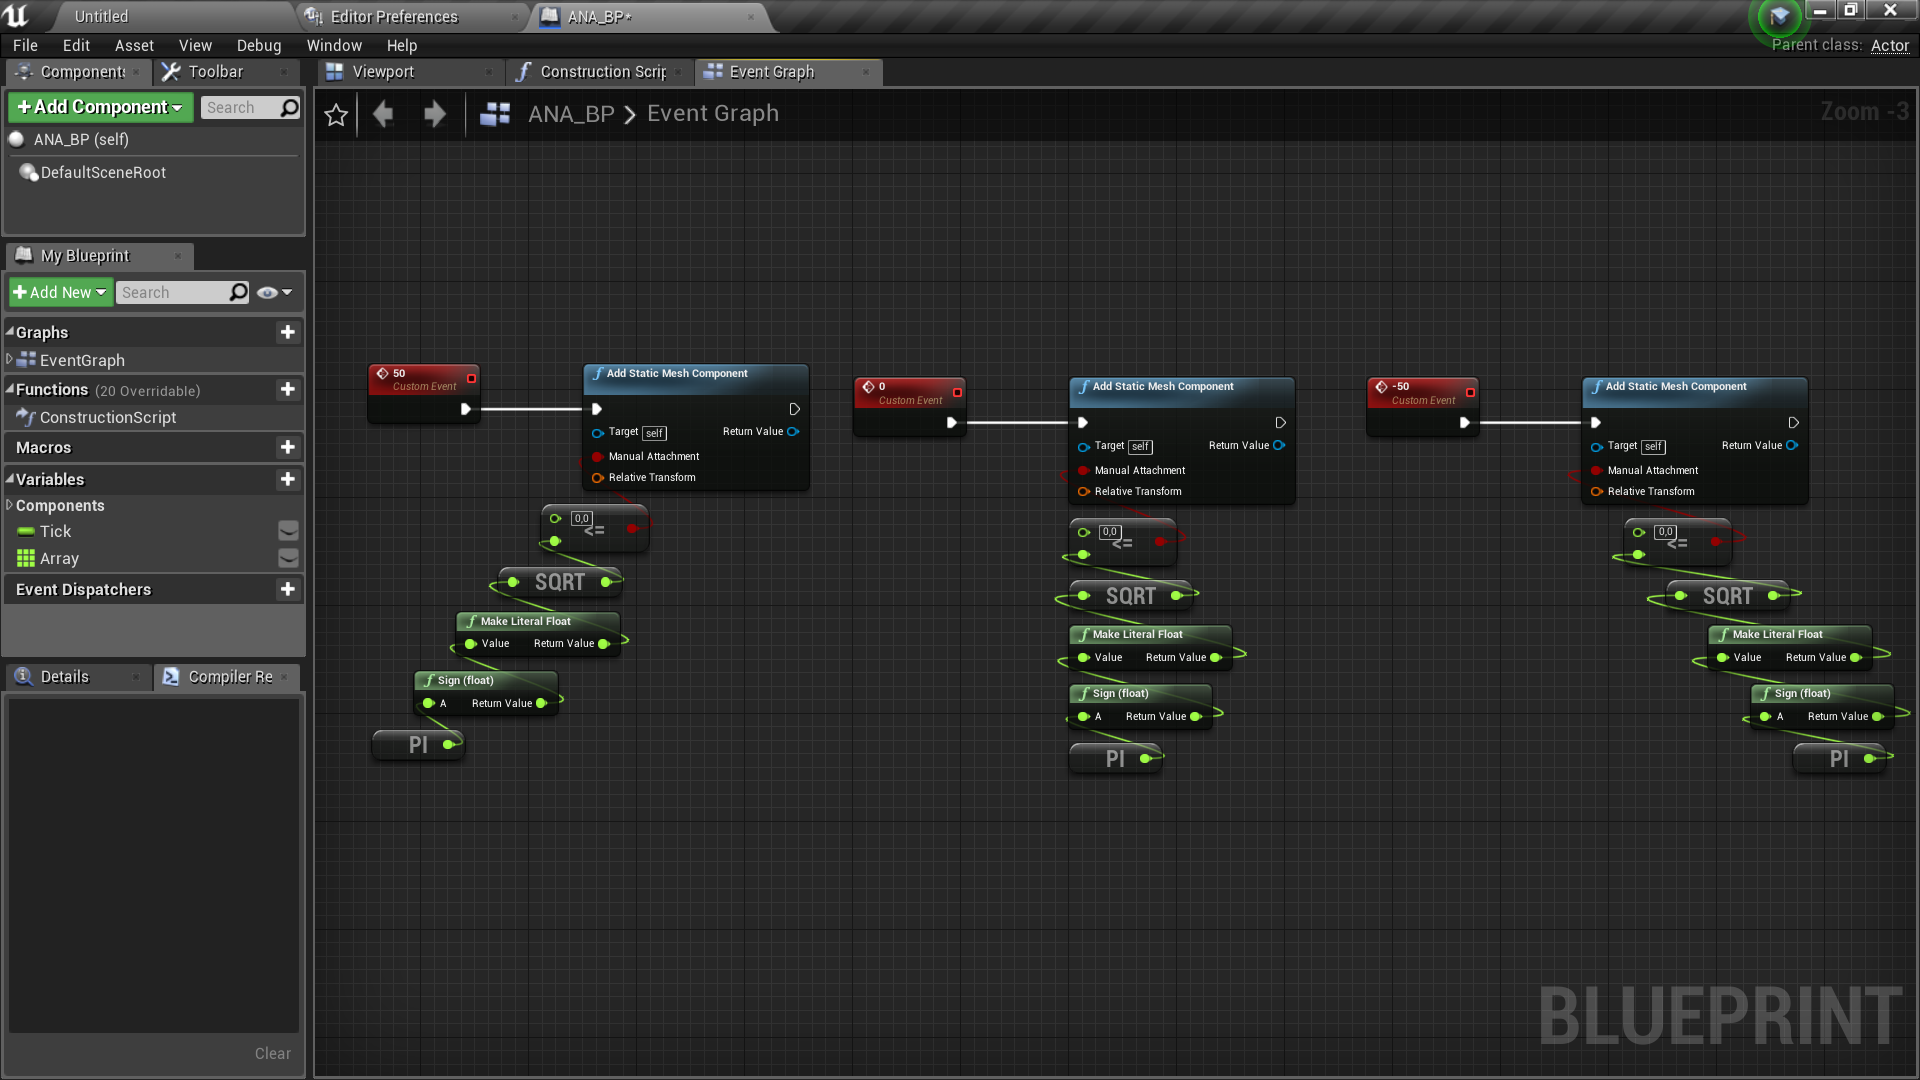 Untitled
Editor Preferences
ANA_BP*
File Edit Asset View Debug Window Help
Parent class: Actor
Components
Toolbar
Viewport
Construction Scrip
Event Graph
Add Component
Search
ANA_BP > Event Graph
Zoom -3
ANA_BP (self)
DefaultSceneRoot
My Blueprint
Add New
Search
Graphs
EventGraph
Functions (20 Overridable)
ConstructionScript
Macros
Variables
Components
Tick
Array
Event Dispatchers
Details
Compiler Re
Clear
50
Custom Event
Add Static Mesh Component
Target self
Return Value
Manual Attachment
Relative Transform
0,0
<=
SQRT
Make Literal Float
Value Return Value
Sign (float)
A Return Value
PI
0
Custom Event
Add Static Mesh Component
Target self
Return Value
Manual Attachment
Relative Transform
0,0
<=
SQRT
Make Literal Float
Value Return Value
Sign (float)
A Return Value
PI
-50
Custom Event
Add Static Mesh Component
Target self
Return Value
Manual Attachment
Relative Transform
0,0
<=
SQRT
Make Literal Float
Value Return Value
Sign (float)
A Return Value
PI
BLUEPRINT